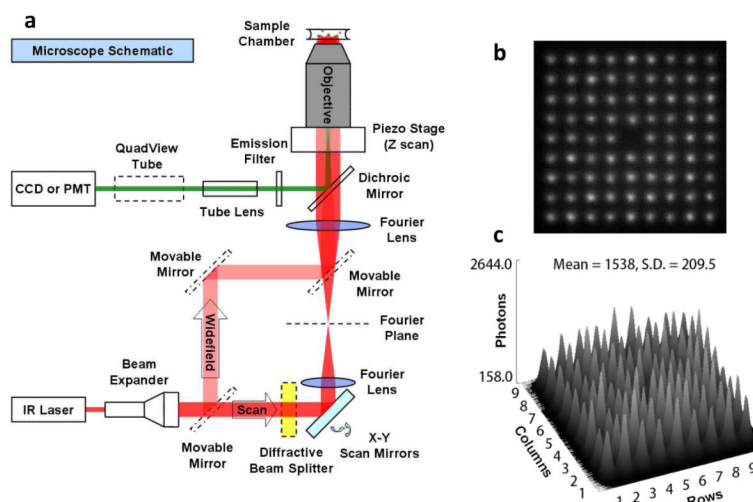 a
Microscope Schematic
Sample
Chamber
Objective
Piezo Stage
(Z scan)
Emission
Filter
QuadView
Tube
CCD or PMT
Tube Lens
Dichroic
Mirror
Fourier
Lens
Movable
Mirror
Movable
Mirror
Widefield
Fourier
Plane
Beam
Expander
Fourier
Lens
IR Laser
Scan
Movable
Mirror
Diffractive
Beam Splitter
X-Y
Scan Mirrors
b
c
2644.0
Mean = 1538, S.D. = 209.5
Photons
158.0
9
8
7
6
5
4
3
2
1
Columns
1 2 3 4 5 6 7 8 9
Rows